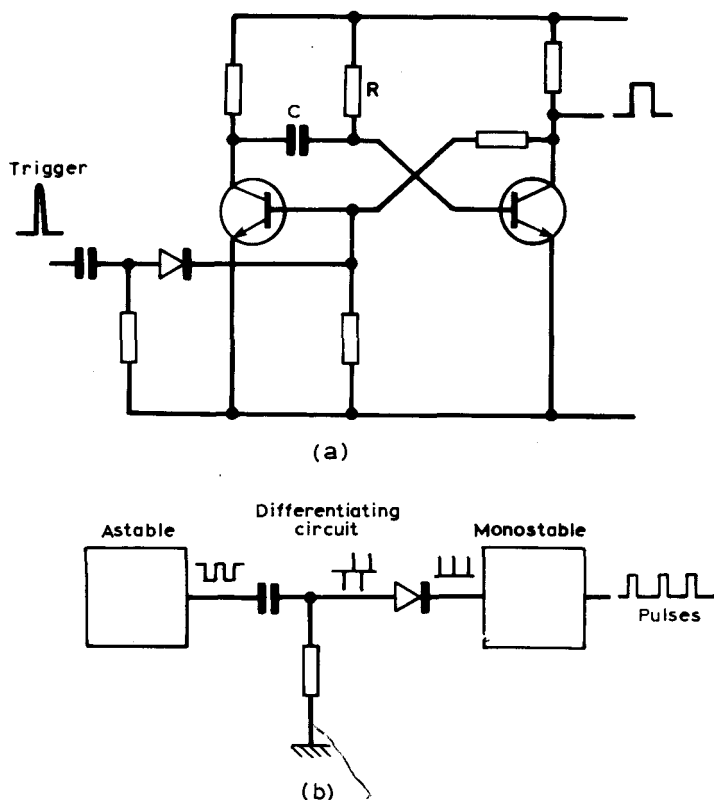 R
C
Trigger
(a)
Differentiating
circuit
Astable
Monostable
Pulses
(b)